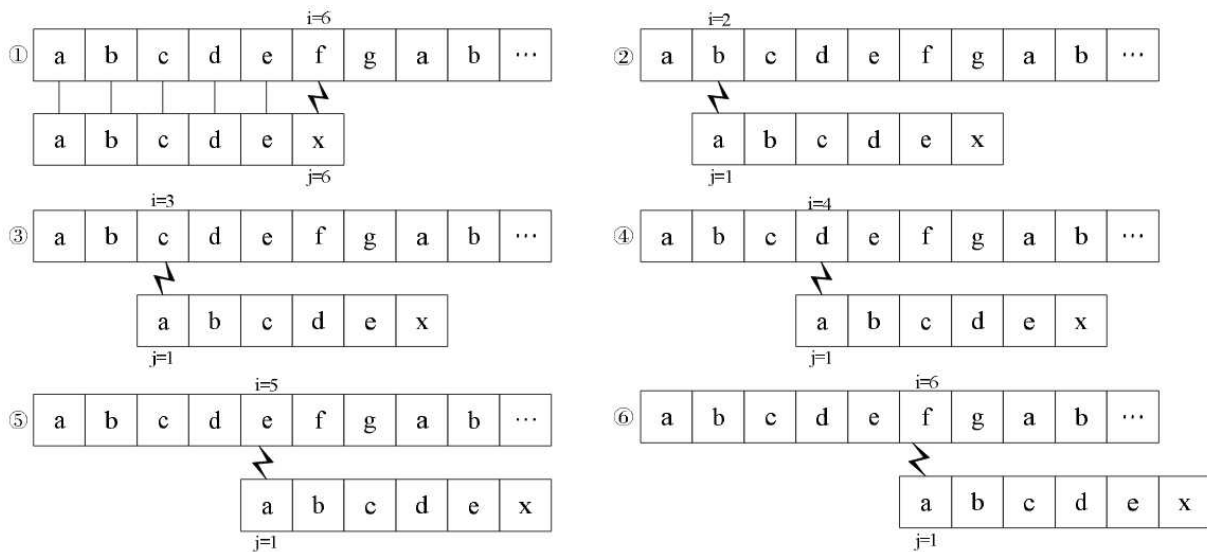 i=6
① a b c d e f g a b ⋯
a b c d e x
j=6
i=2
② a b c d e f g a b ⋯
a b c d e x
j=1
i=3
③ a b c d e f g a b ⋯
a b c d e x
j=1
i=4
④ a b c d e f g a b ⋯
a b c d e x
j=1
i=5
⑤ a b c d e f g a b ⋯
a b c d e x
j=1
i=6
⑥ a b c d e f g a b ⋯
a b c d e x
j=1